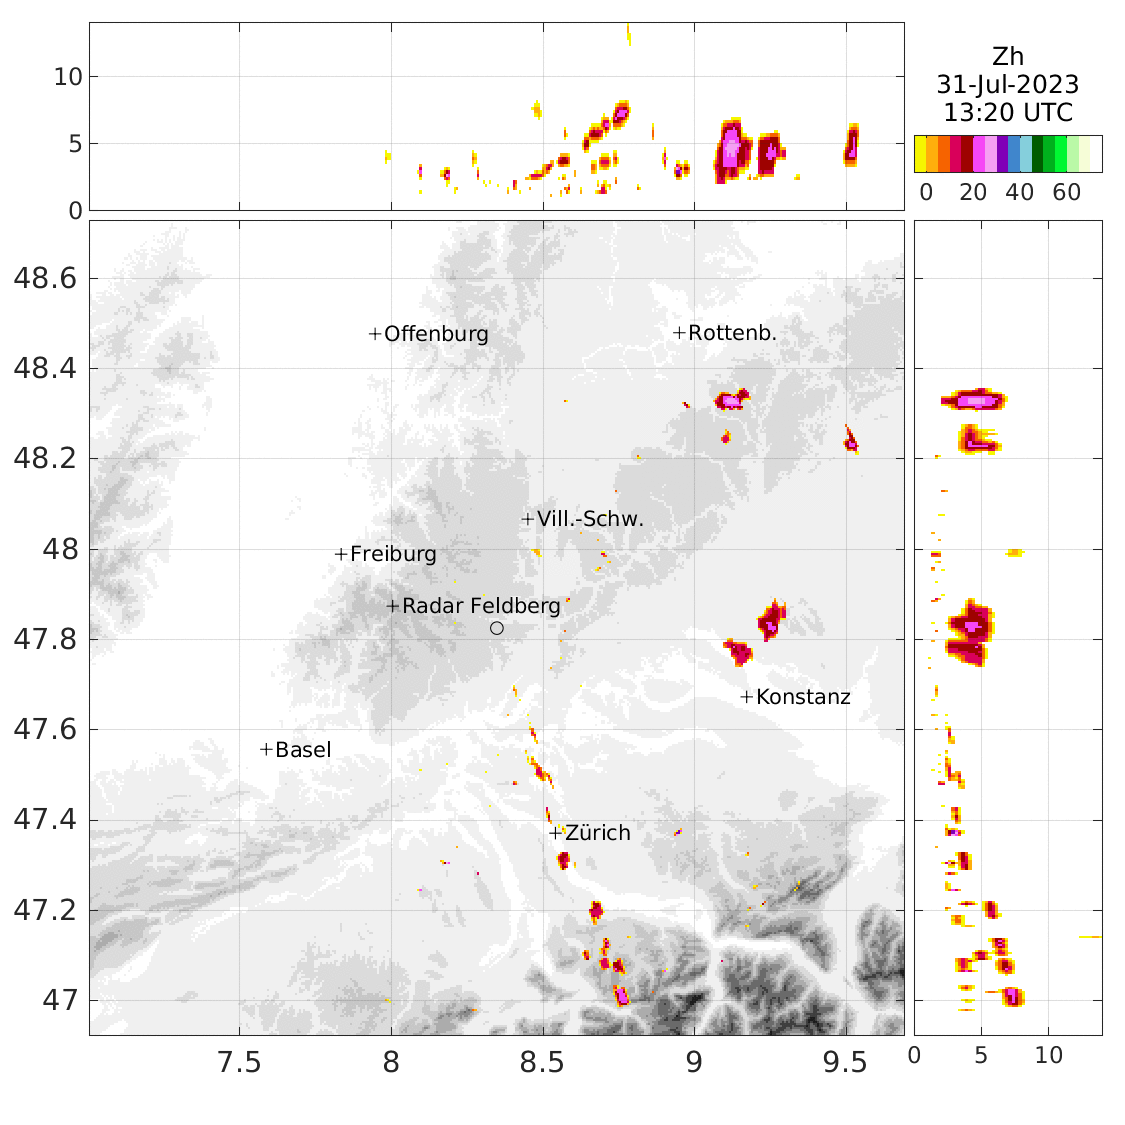 Zh
31-Jul-2023
13:20 UTC
0 20 40 60
10
5
0
48.6
48.4
48.2
48
47.8
47.6
47.4
47.2
47
+Offenburg
+Rottenb.
+Vill.-Schw.
+Freiburg
+Radar Feldberg
+Konstanz
+Basel
+Zürich
7.5 8 8.5 9 9.5
0 5 10